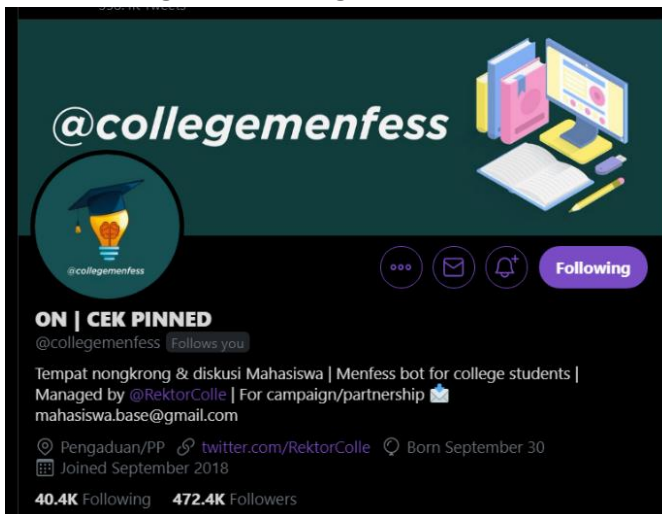 @collegemenfess
@collegemenfess
Following
ON | CEK PINNED
@collegemenfess Follows you
Tempat nongkrong & diskusi Mahasiswa | Menfess bot for college students |
Managed by @RektorColle | For campaign/partnership 📩
mahasiswa.base@gmail.com
Pengaduan/PP twitter.com/RektorColle Born September 30
Joined September 2018
40.4K Following 472.4K Followers